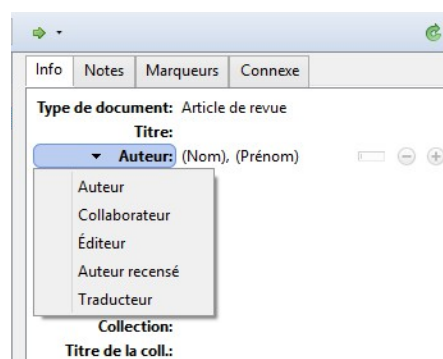 Info Notes Marqueurs Connexe
Type de document: Article de revue
Titre:
Auteur: (Nom), (Prénom)
Auteur
Collaborateur
Éditeur
Auteur recensé
Traducteur
Collection:
Titre de la coll.: